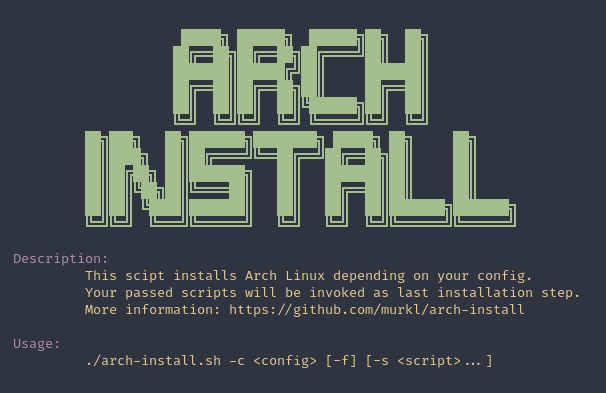 ARCH
INSTALL
Description:
This scipt installs Arch Linux depending on your config.
Your passed scripts will be invoked as last installation step.
More information: https://github.com/murkl/arch-install
Usage:
./arch-install.sh -c <config> [-f] [-s <script>...]